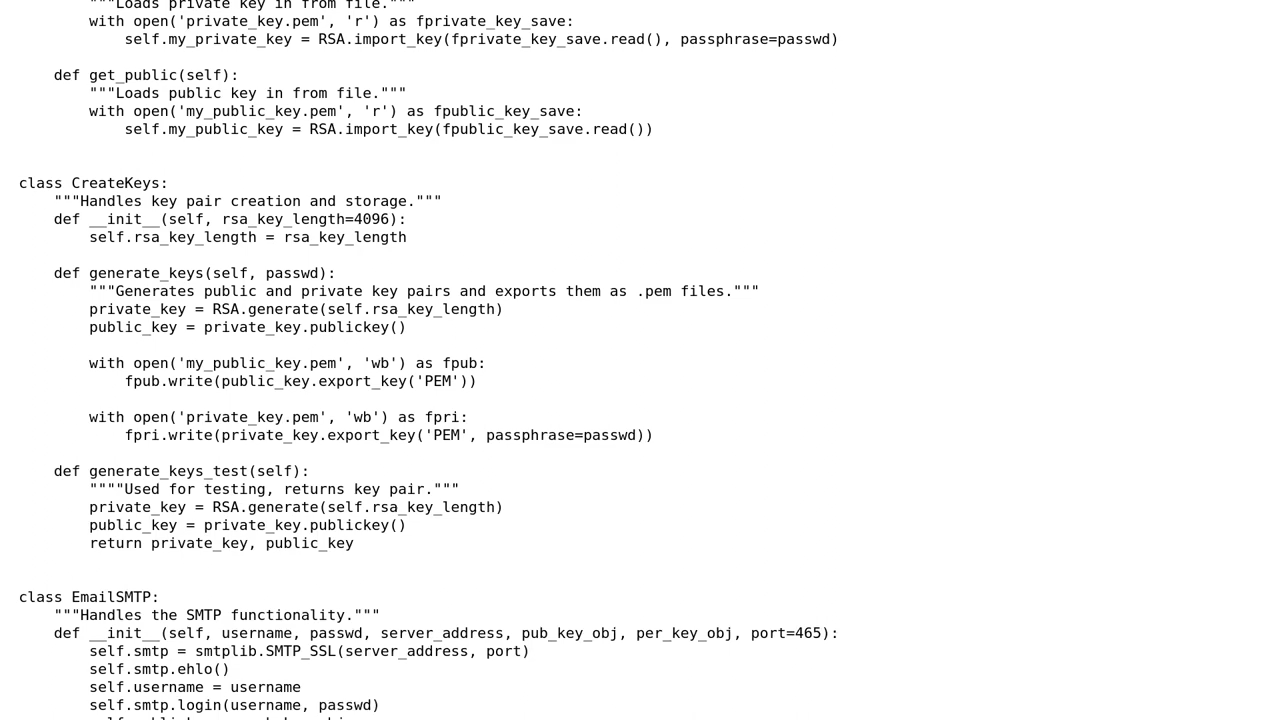 """Loads private key in from file."""
        with open('private_key.pem', 'r') as fprivate_key_save:
            self.my_private_key = RSA.import_key(fprivate_key_save.read(), passphrase=passwd)

    def get_public(self):
        """Loads public key in from file."""
        with open('my_public_key.pem', 'r') as fpublic_key_save:
            self.my_public_key = RSA.import_key(fpublic_key_save.read())


class CreateKeys:
    """Handles key pair creation and storage."""
    def __init__(self, rsa_key_length=4096):
        self.rsa_key_length = rsa_key_length

    def generate_keys(self, passwd):
        """Generates public and private key pairs and exports them as .pem files."""
        private_key = RSA.generate(self.rsa_key_length)
        public_key = private_key.publickey()

        with open('my_public_key.pem', 'wb') as fpub:
            fpub.write(public_key.export_key('PEM'))

        with open('private_key.pem', 'wb') as fpri:
            fpri.write(private_key.export_key('PEM', passphrase=passwd))

    def generate_keys_test(self):
        """"Used for testing, returns key pair."""
        private_key = RSA.generate(self.rsa_key_length)
        public_key = private_key.publickey()
        return private_key, public_key


class EmailSMTP:
    """Handles the SMTP functionality."""
    def __init__(self, username, passwd, server_address, pub_key_obj, per_key_obj, port=465):
        self.smtp = smtplib.SMTP_SSL(server_address, port)
        self.smtp.ehlo()
        self.username = username
        self.smtp.login(username, passwd)